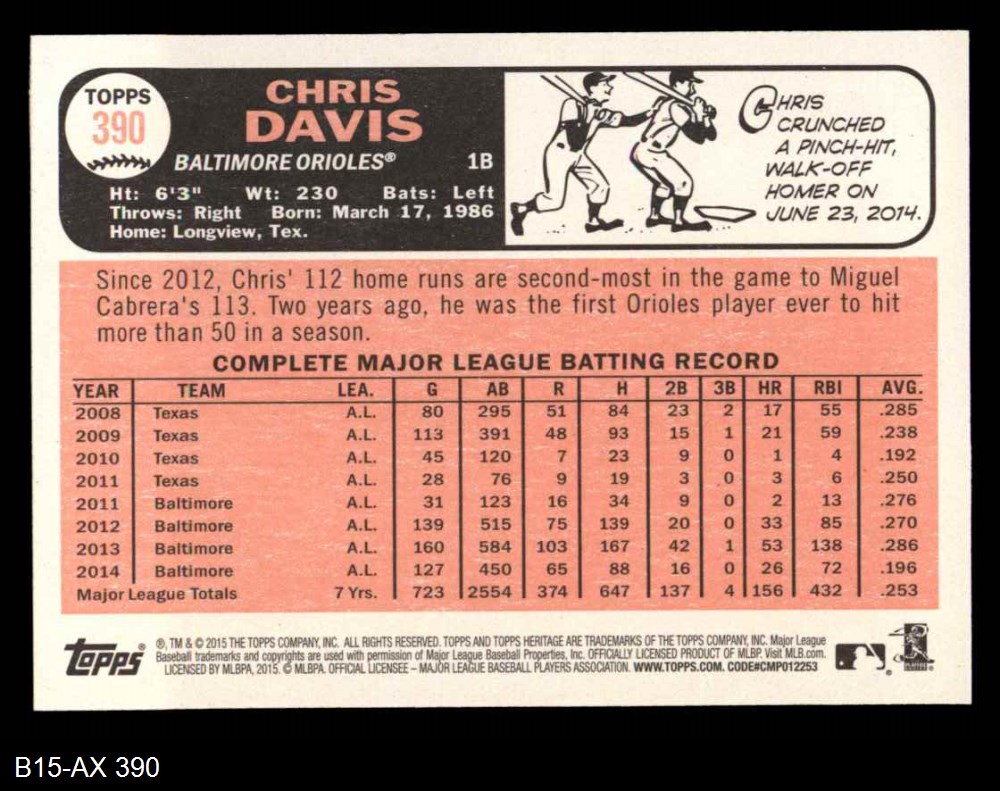 TOPPS
390
CHRIS
DAVIS
BALTIMORE ORIOLES® 1B
Ht: 6'3" Wt: 230 Bats: Left
Throws: Right Born: March 17, 1986
Home: Longview, Tex.
CHRIS
CRUNCHED
A PINCH-HIT,
WALK-OFF
HOMER ON
JUNE 23, 2014.
Since 2012, Chris' 112 home runs are second-most in the game to Miguel
Cabrera's 113. Two years ago, he was the first Orioles player ever to hit
more than 50 in a season.
COMPLETE MAJOR LEAGUE BATTING RECORD
YEAR TEAM LEA. G AB R H 2B 3B HR RBI AVG.
2008 Texas A.L. 80 295 51 84 23 2 17 55 .285
2009 Texas A.L. 113 391 48 93 15 1 21 59 .238
2010 Texas A.L. 45 120 7 23 9 0 1 4 .192
2011 Texas A.L. 28 76 9 19 3 0 3 6 .250
2011 Baltimore A.L. 31 123 16 34 9 0 2 13 .276
2012 Baltimore A.L. 139 515 75 139 20 0 33 85 .270
2013 Baltimore A.L. 160 584 103 167 42 1 53 138 .286
2014 Baltimore A.L. 127 450 65 88 16 0 26 72 .196
Major League Totals 7 Yrs. 723 2554 374 647 137 4 156 432 .253
Topps®
®, TM & © 2015 THE TOPPS COMPANY, INC. ALL RIGHTS RESERVED. TOPPS AND TOPPS HERITAGE ARE TRADEMARKS OF THE TOPPS COMPANY, INC. Major League
Baseball trademarks and copyrights are used with permission of Major League Baseball Properties, Inc. OFFICIALLY LICENSED PRODUCT OF MLBP. Visit MLB.com.
LICENSED BY MLBPA, 2015. © MLBPA. OFFICIAL LICENSEE – MAJOR LEAGUE BASEBALL PLAYERS ASSOCIATION. WWW.TOPPS.COM. CODE#CMP012253
B15-AX 390